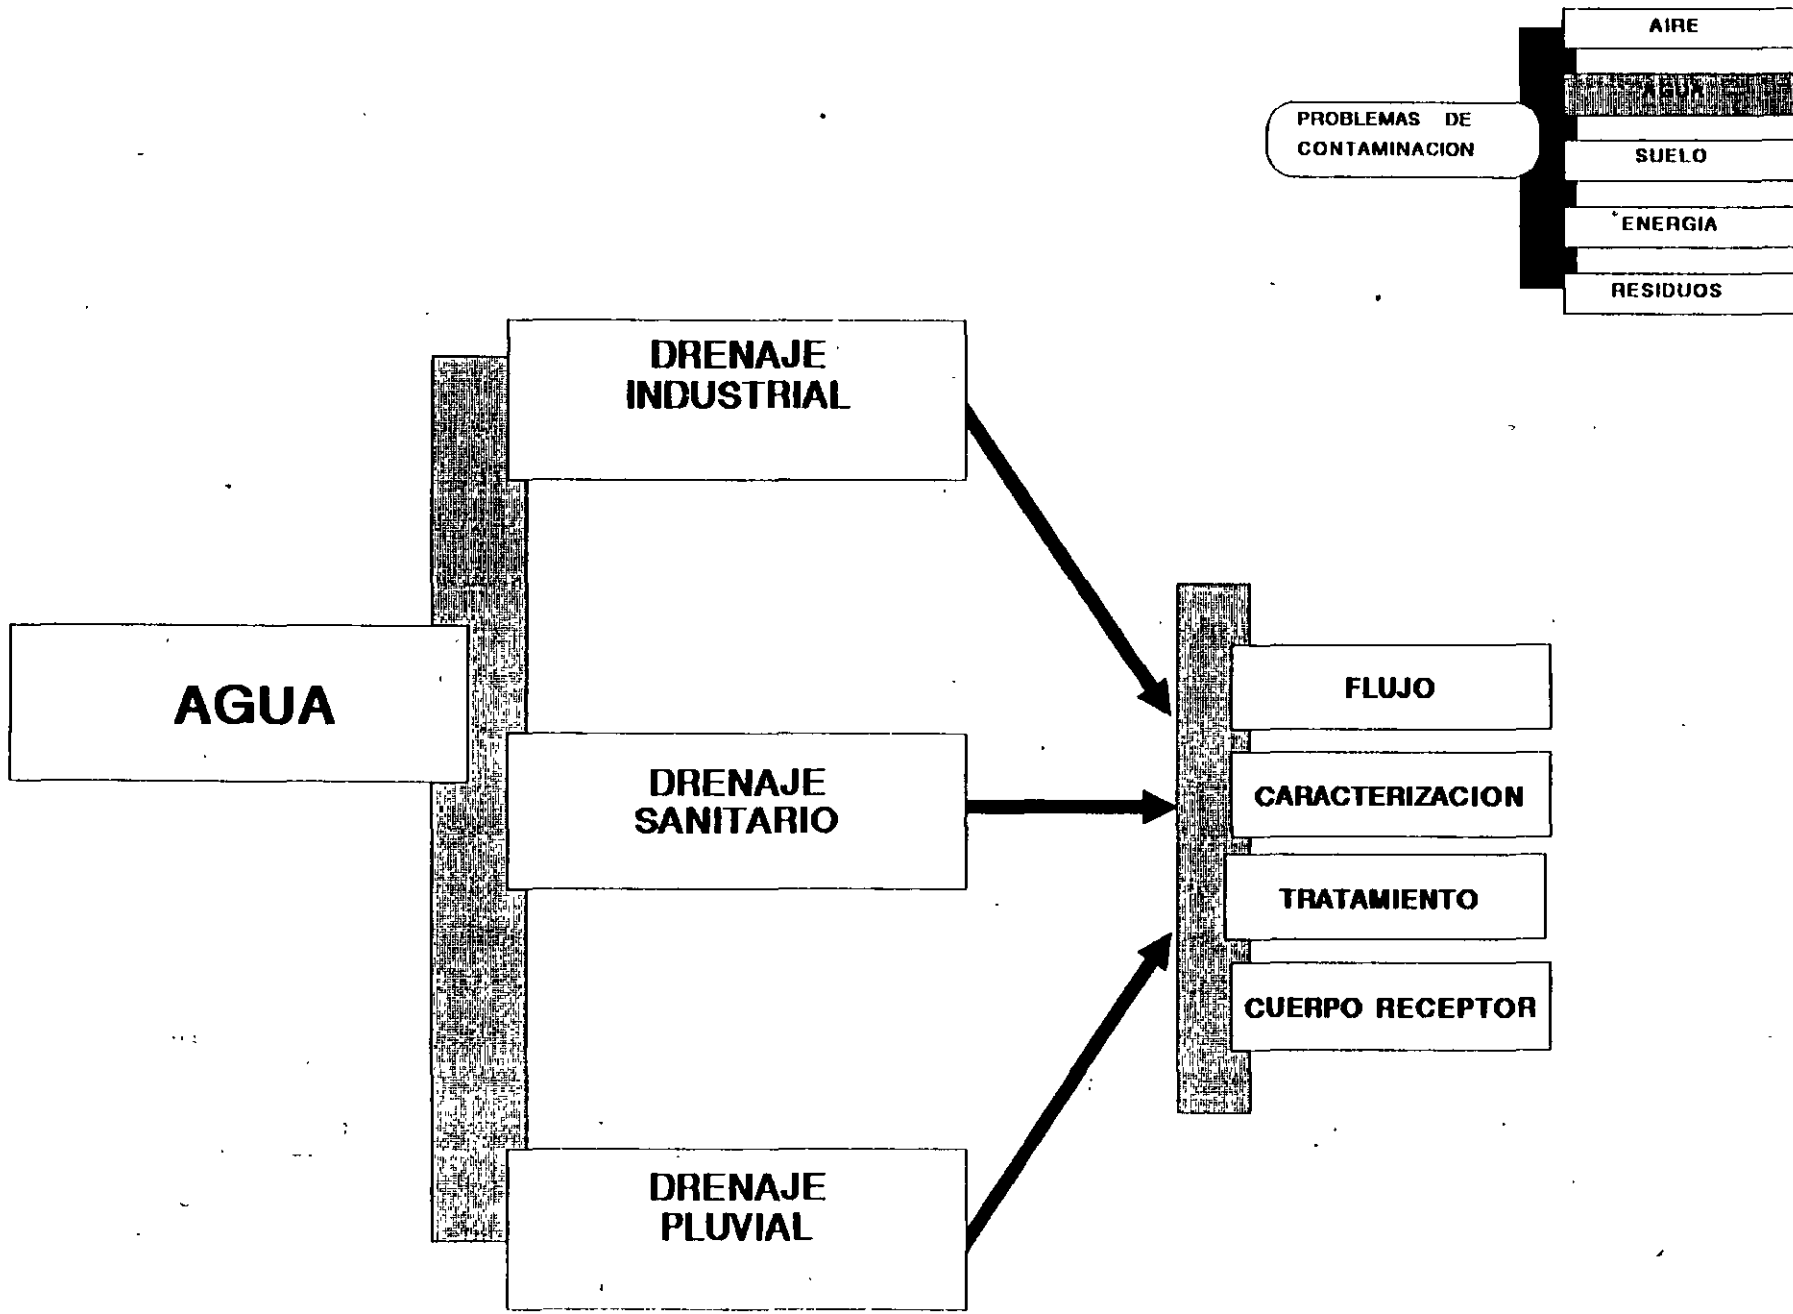 AIRE
AGUA
PROBLEMAS DE
CONTAMINACION
SUELO
ENERGIA
RESIDUOS
DRENAJE
INDUSTRIAL
AGUA
DRENAJE
SANITARIO
DRENAJE
PLUVIAL
FLUJO
CARACTERIZACION
TRATAMIENTO
CUERPO RECEPTOR